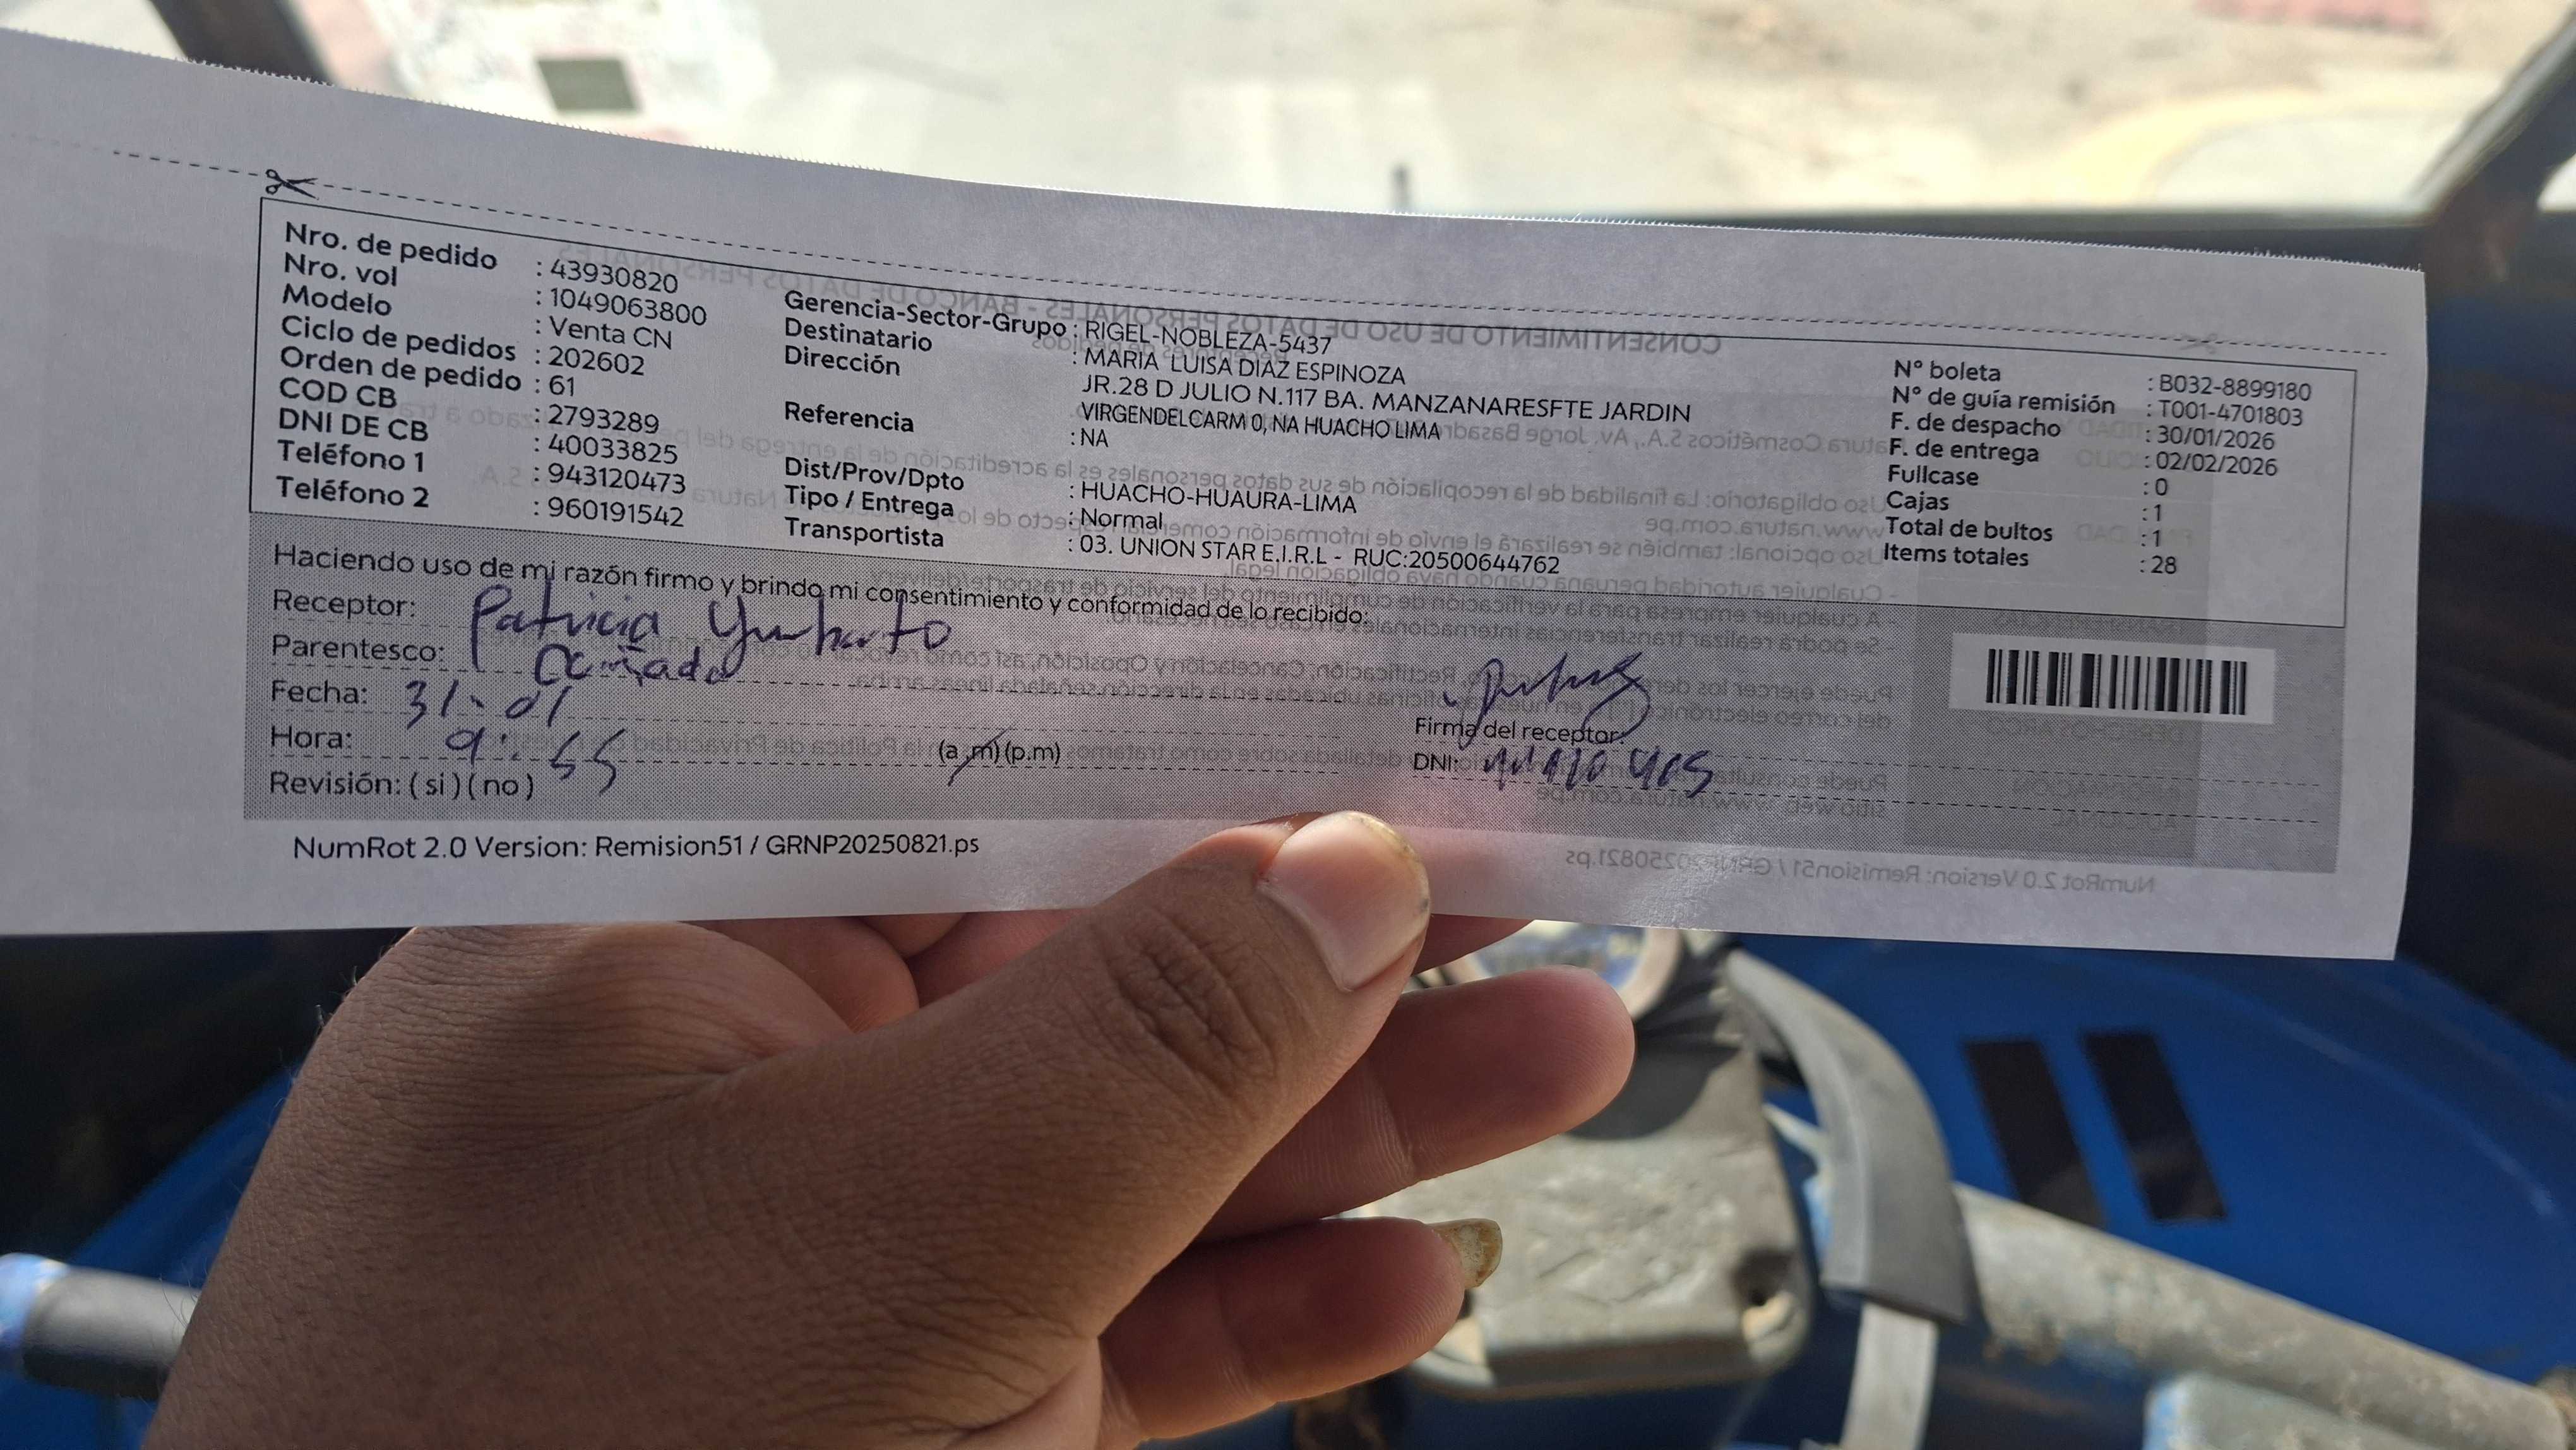 Nro. de pedido : 43930820
Nro. vol : 1049063800
Modelo : Venta CN
Ciclo de pedidos : 202602
Orden de pedido : 61
COD CB : 2793289
DNI DE CB : 40033825
Teléfono 1 : 943120473
Teléfono 2 : 960191542
Gerencia-Sector-Grupo : RIGEL-NOBLEZA-5437
Destinatario : MARIA LUISA DIAZ ESPINOZA
Dirección JR.28 D JULIO N.117 BA. MANZANARESFTE JARDIN
VIRGENDELCARM 0, NA HUACHO LIMA
Referencia : NA
Dist/Prov/Dpto : HUACHO-HUAURA-LIMA
Tipo / Entrega : Normal
Transportista : 03. UNION STAR E.I.R.L - RUC:20500644762
N° boleta : B032-8899180
N° de guía remisión : T001-4701803
F. de despacho : 30/01/2026
F. de entrega : 02/02/2026
Fullcase : 0
Cajas : 1
Total de bultos : 1
Items totales : 28
Haciendo uso de mi razón firmo y brindo mi consentimiento y conformidad de lo recibido:
Receptor: Patricia
Parentesco: Cuñada
Fecha: 31-01
Hora: 9:55 (a.m)(p.m)
Revisión: ( si ) ( no )
Firma del receptor:
DNI:
NumRot 2.0 Version: Remision51 / GRNP20250821.ps